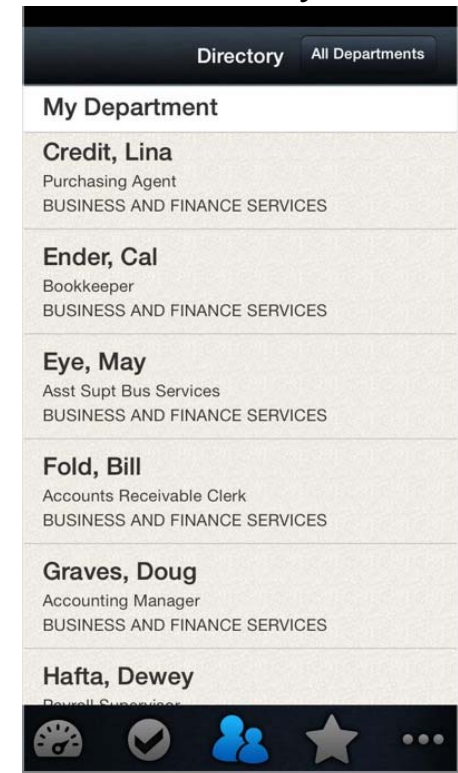 Directory All Departments
My Department
Credit, Lina
Purchasing Agent
BUSINESS AND FINANCE SERVICES
Ender, Cal
Bookkeeper
BUSINESS AND FINANCE SERVICES
Eye, May
Asst Supt Bus Services
BUSINESS AND FINANCE SERVICES
Fold, Bill
Accounts Receivable Clerk
BUSINESS AND FINANCE SERVICES
Graves, Doug
Accounting Manager
BUSINESS AND FINANCE SERVICES
Hafta, Dewey
Payroll Supervisor